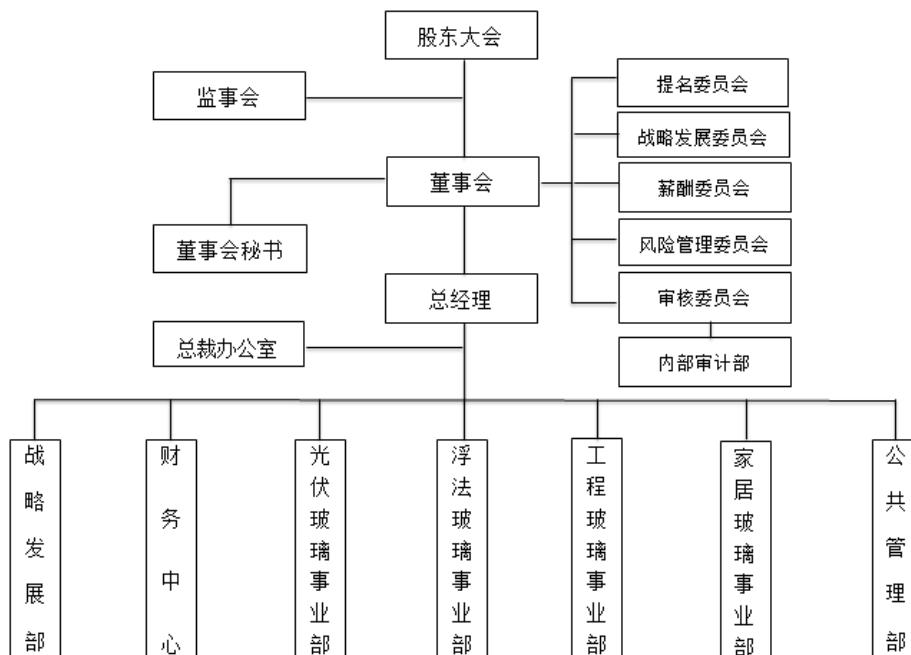 股东大会
监事会
提名委员会
战略发展委员会
董事会
薪酬委员会
董事会秘书
风险管理委员会
总经理
审核委员会
总裁办公室
内部审计部
战略发展部
财务中心
光伏玻璃事业部
浮法玻璃事业部
工程玻璃事业部
家居玻璃事业部
公共管理部